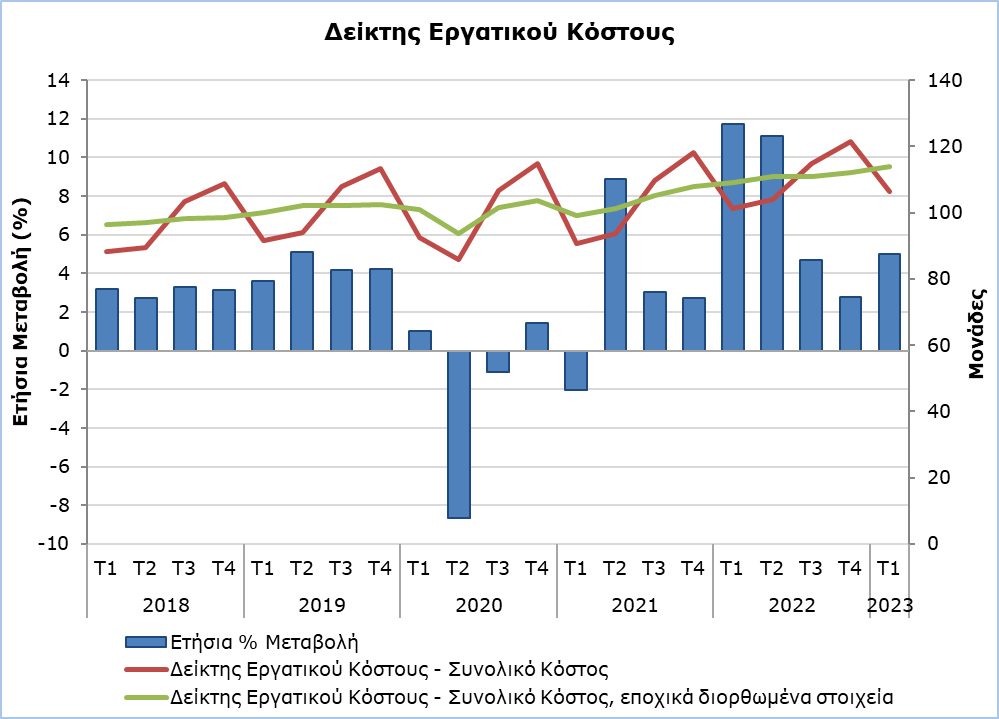 Δείκτης Εργατικού Κόστους
Ετήσια Μεταβολή (%)
14
12
10
8
6
4
2
0
-2
-4
-6
-8
-10
140
120
100
80
60
40
20
0
Μονάδες
Τ1 Τ2 Τ3 Τ4 Τ1 Τ2 Τ3 Τ4 Τ1 Τ2 Τ3 Τ4 Τ1 Τ2 Τ3 Τ4 Τ1 Τ2 Τ3 Τ4 Τ1
2018 2019 2020 2021 2022 2023
Ετήσια % Μεταβολή
Δείκτης Εργατικού Κόστους - Συνολικό Κόστος
Δείκτης Εργατικού Κόστους - Συνολικό Κόστος, εποχικά διορθωμένα στοιχεία